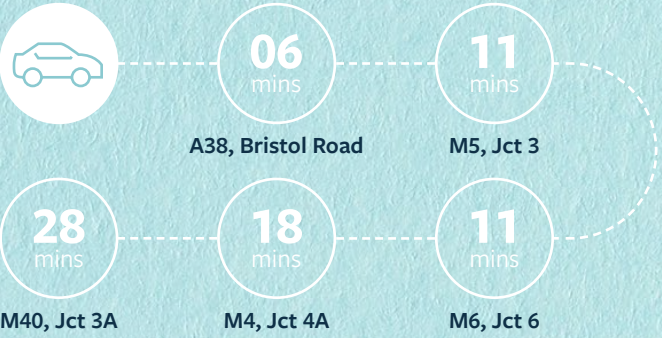 06
mins
A38, Bristol Road
11
mins
M5, Jct 3
11
mins
M6, Jct 6
18
mins
M4, Jct 4A
28
mins
M40, Jct 3A